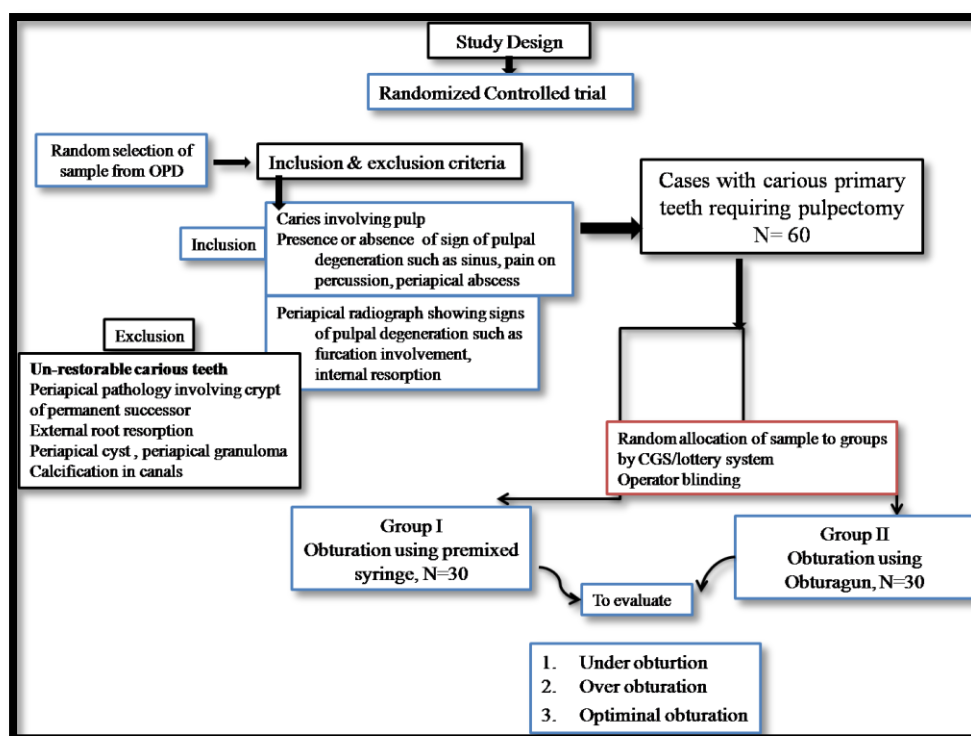 Study Design
Randomized Controlled trial
Random selection of
sample from OPD
Inclusion & exclusion criteria
Inclusion
Caries involving pulp
Presence or absence of sign of pulpal
degeneration such as sinus, pain on
percussion, periapical abscess
Periapical radiograph showing signs
of pulpal degeneration such as
furcation involvement,
internal resorption
Cases with carious primary
teeth requiring pulpectomy
N= 60
Exclusion
Un-restorable carious teeth
Periapical pathology involving crypt
of permanent successor
External root resorption
Periapical cyst , periapical granuloma
Calcification in canals
Random allocation of sample to groups
by CGS/lottery system
Operator blinding
Group I
Obturation using premixed
syringe, N=30
Group II
Obturation using
Obturagun, N=30
To evaluate
1. Under obturtion
2. Over obturation
3. Optiminal obturation